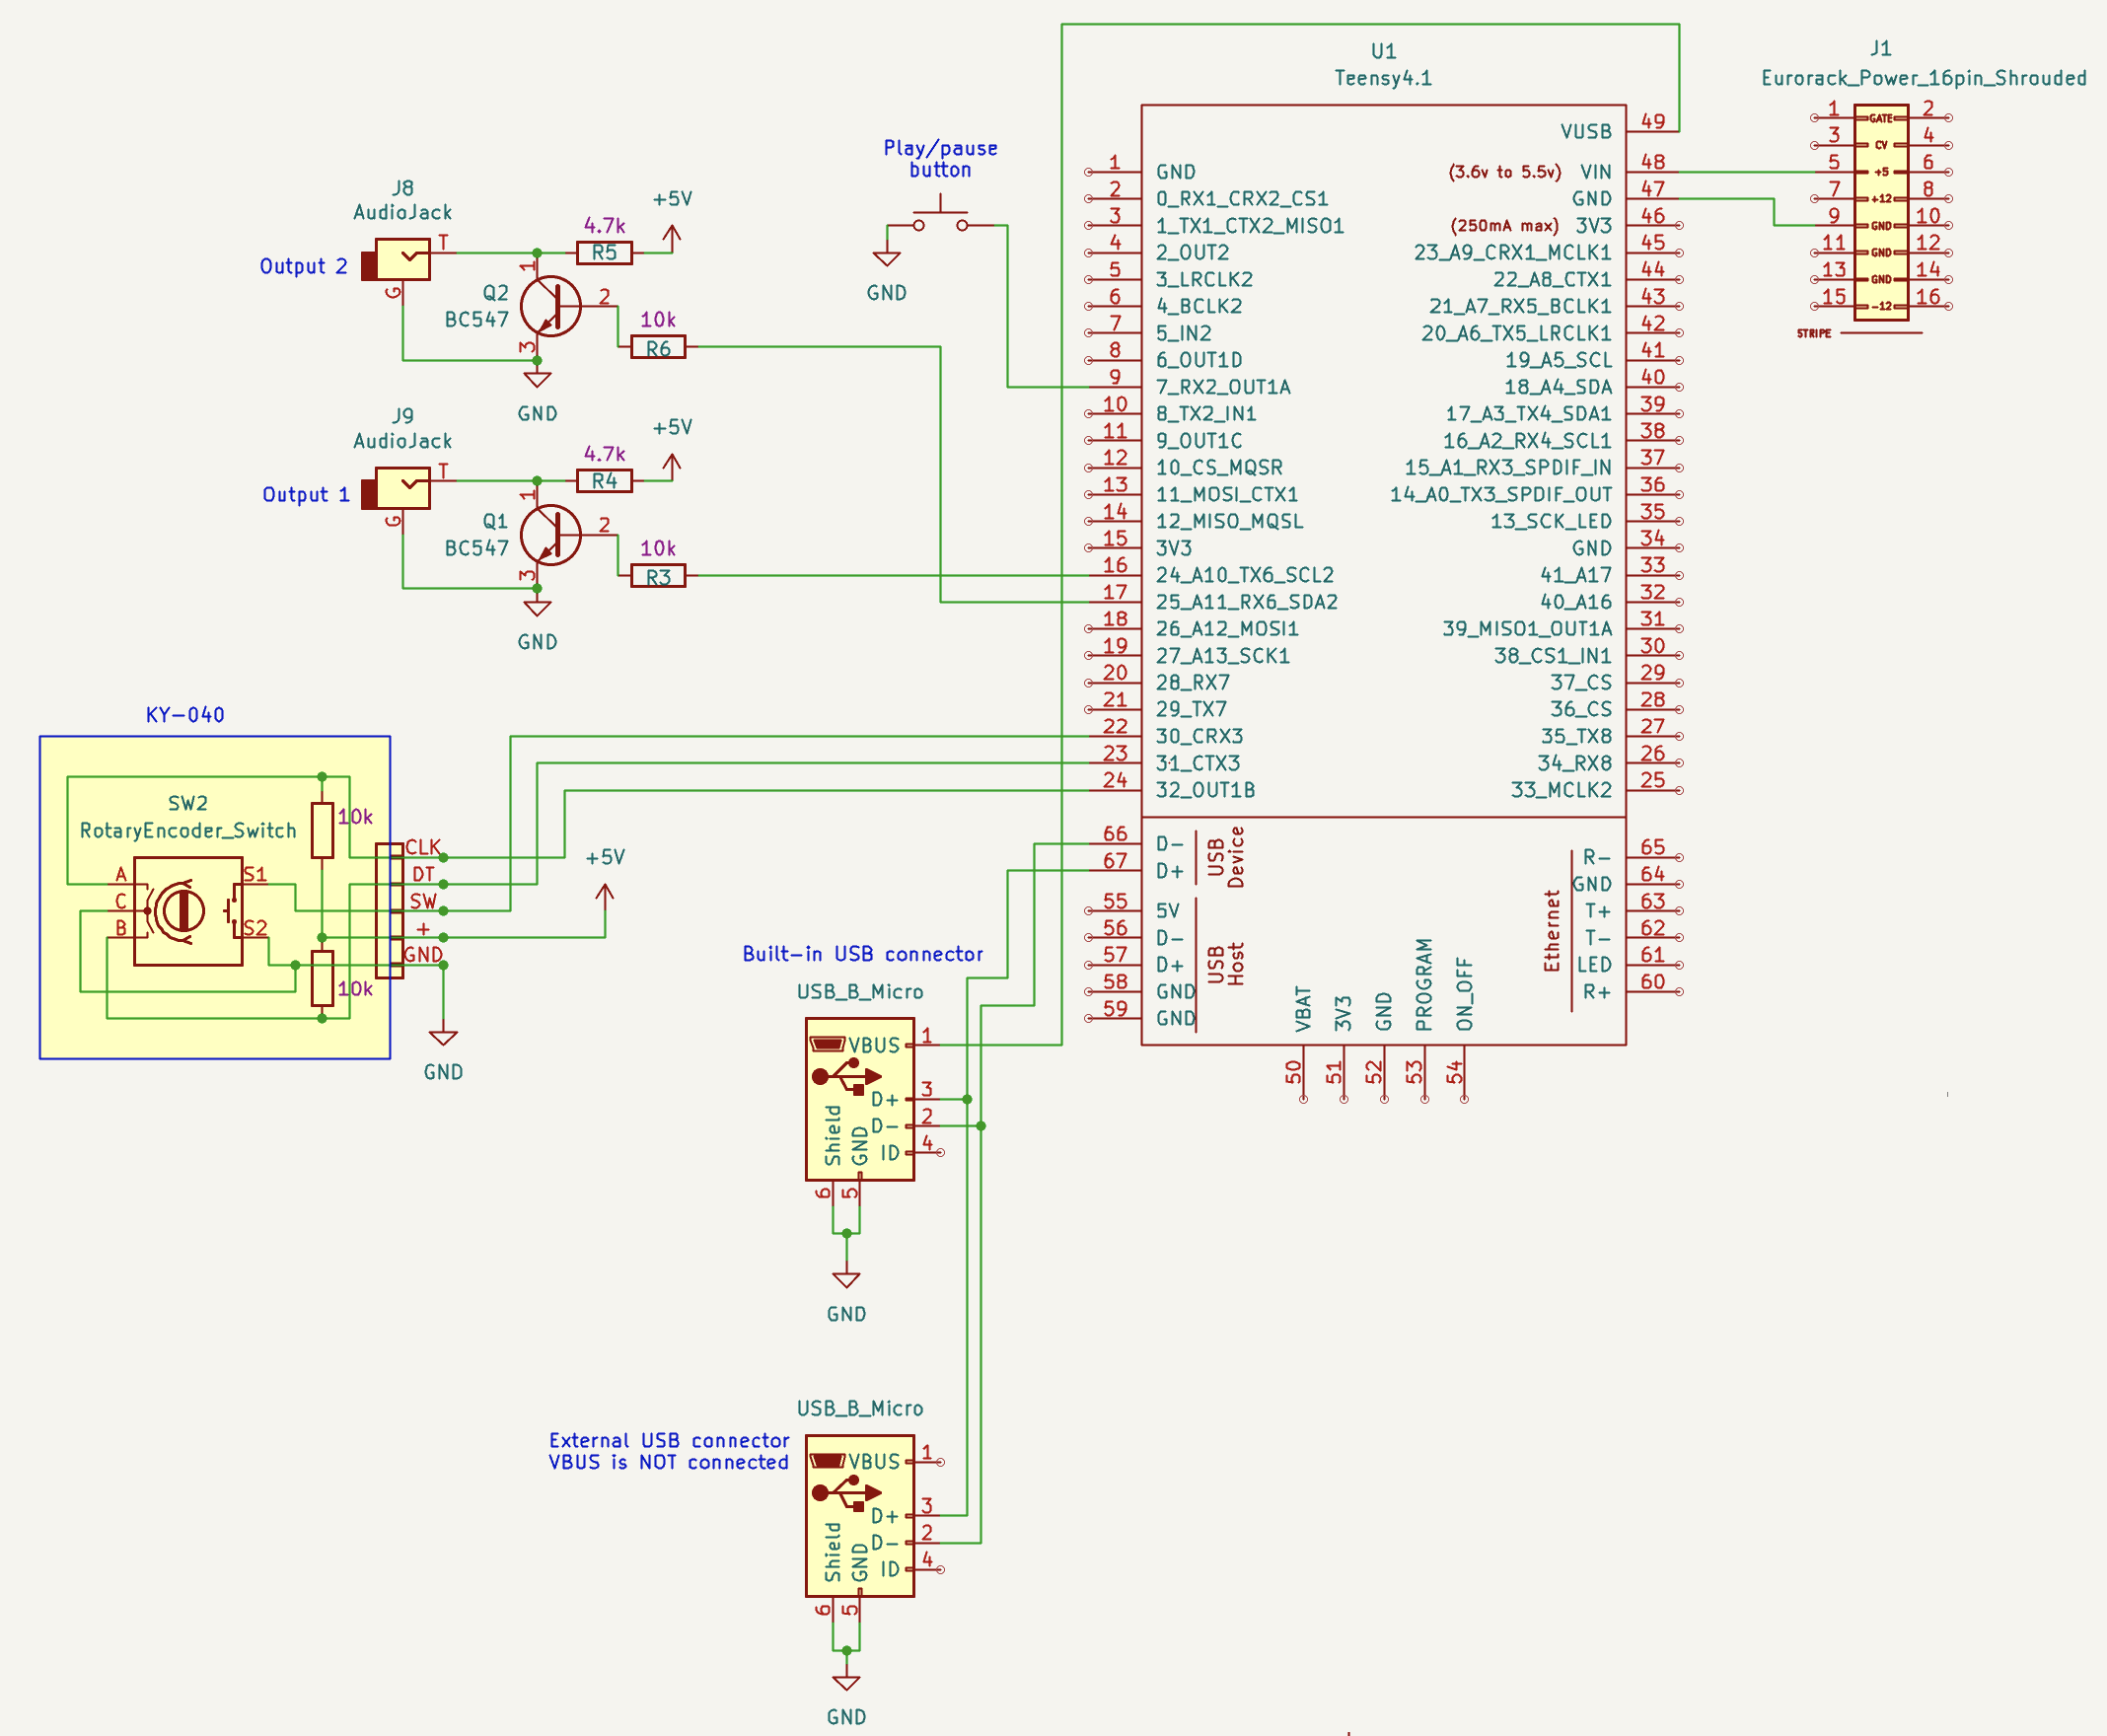 U1
Teensy4.1
J1
Eurorack_Power_16pin_Shrouded
1
GATE
2
3
CV
4
5
+5
6
7
+12
8
9
GND
10
11
GND
12
13
GND
14
15
-12
16
STRIPE
VUSB
49
1
GND
(3.6v to 5.5v)
VIN
48
2
0_RX1_CRX2_CS1
GND
47
3
1_TX1_CTX2_MISO1
(250mA max)
3V3
46
4
2_OUT2
23_A9_CRX1_MCLK1
45
5
3_LRCLK2
22_A8_CTX1
44
6
4_BCLK2
21_A7_RX5_BCLK1
43
7
5_IN2
20_A6_TX5_LRCLK1
42
8
6_OUT1D
19_A5_SCL
41
9
7_RX2_OUT1A
18_A4_SDA
40
10
8_TX2_IN1
17_A3_TX4_SDA1
39
11
9_OUT1C
16_A2_RX4_SCL1
38
12
10_CS_MQSR
15_A1_RX3_SPDIF_IN
37
13
11_MOSI_CTX1
14_A0_TX3_SPDIF_OUT
36
14
12_MISO_MQSL
13_SCK_LED
35
15
3V3
GND
34
16
24_A10_TX6_SCL2
41_A17
33
17
25_A11_RX6_SDA2
40_A16
32
18
26_A12_MOSI1
39_MISO1_OUT1A
31
19
27_A13_SCK1
38_CS1_IN1
30
20
28_RX7
37_CS
29
21
29_TX7
36_CS
28
22
30_CRX3
35_TX8
27
23
31_CTX3
34_RX8
26
24
32_OUT1B
33_MCLK2
25
66
D-
67
D+
USB
Device
55
5V
56
D-
57
D+
58
GND
59
GND
USB
Host
Ethernet
R-
65
GND
64
T+
63
T-
62
LED
61
R+
60
VBAT
3V3
GND
PROGRAM
ON_OFF
50
51
52
53
54
Play/pause
button
GND
J8
AudioJack
Output 2
T
G
+5V
4.7k
R5
1
Q2
BC547
2
3
10k
R6
GND
J9
AudioJack
Output 1
T
G
+5V
4.7k
R4
1
Q1
BC547
2
3
10k
R3
GND
KY-040
SW2
RotaryEncoder_Switch
10k
A
C
B
S1
S2
10k
CLK
DT
SW
+
GND
+5V
GND
Built-in USB connector
USB_B_Micro
VBUS
1
D+
3
D-
2
ID
4
Shield
GND
6
5
GND
USB_B_Micro
External USB connector
VBUS is NOT connected
VBUS
1
D+
3
D-
2
ID
4
Shield
GND
6
5
GND